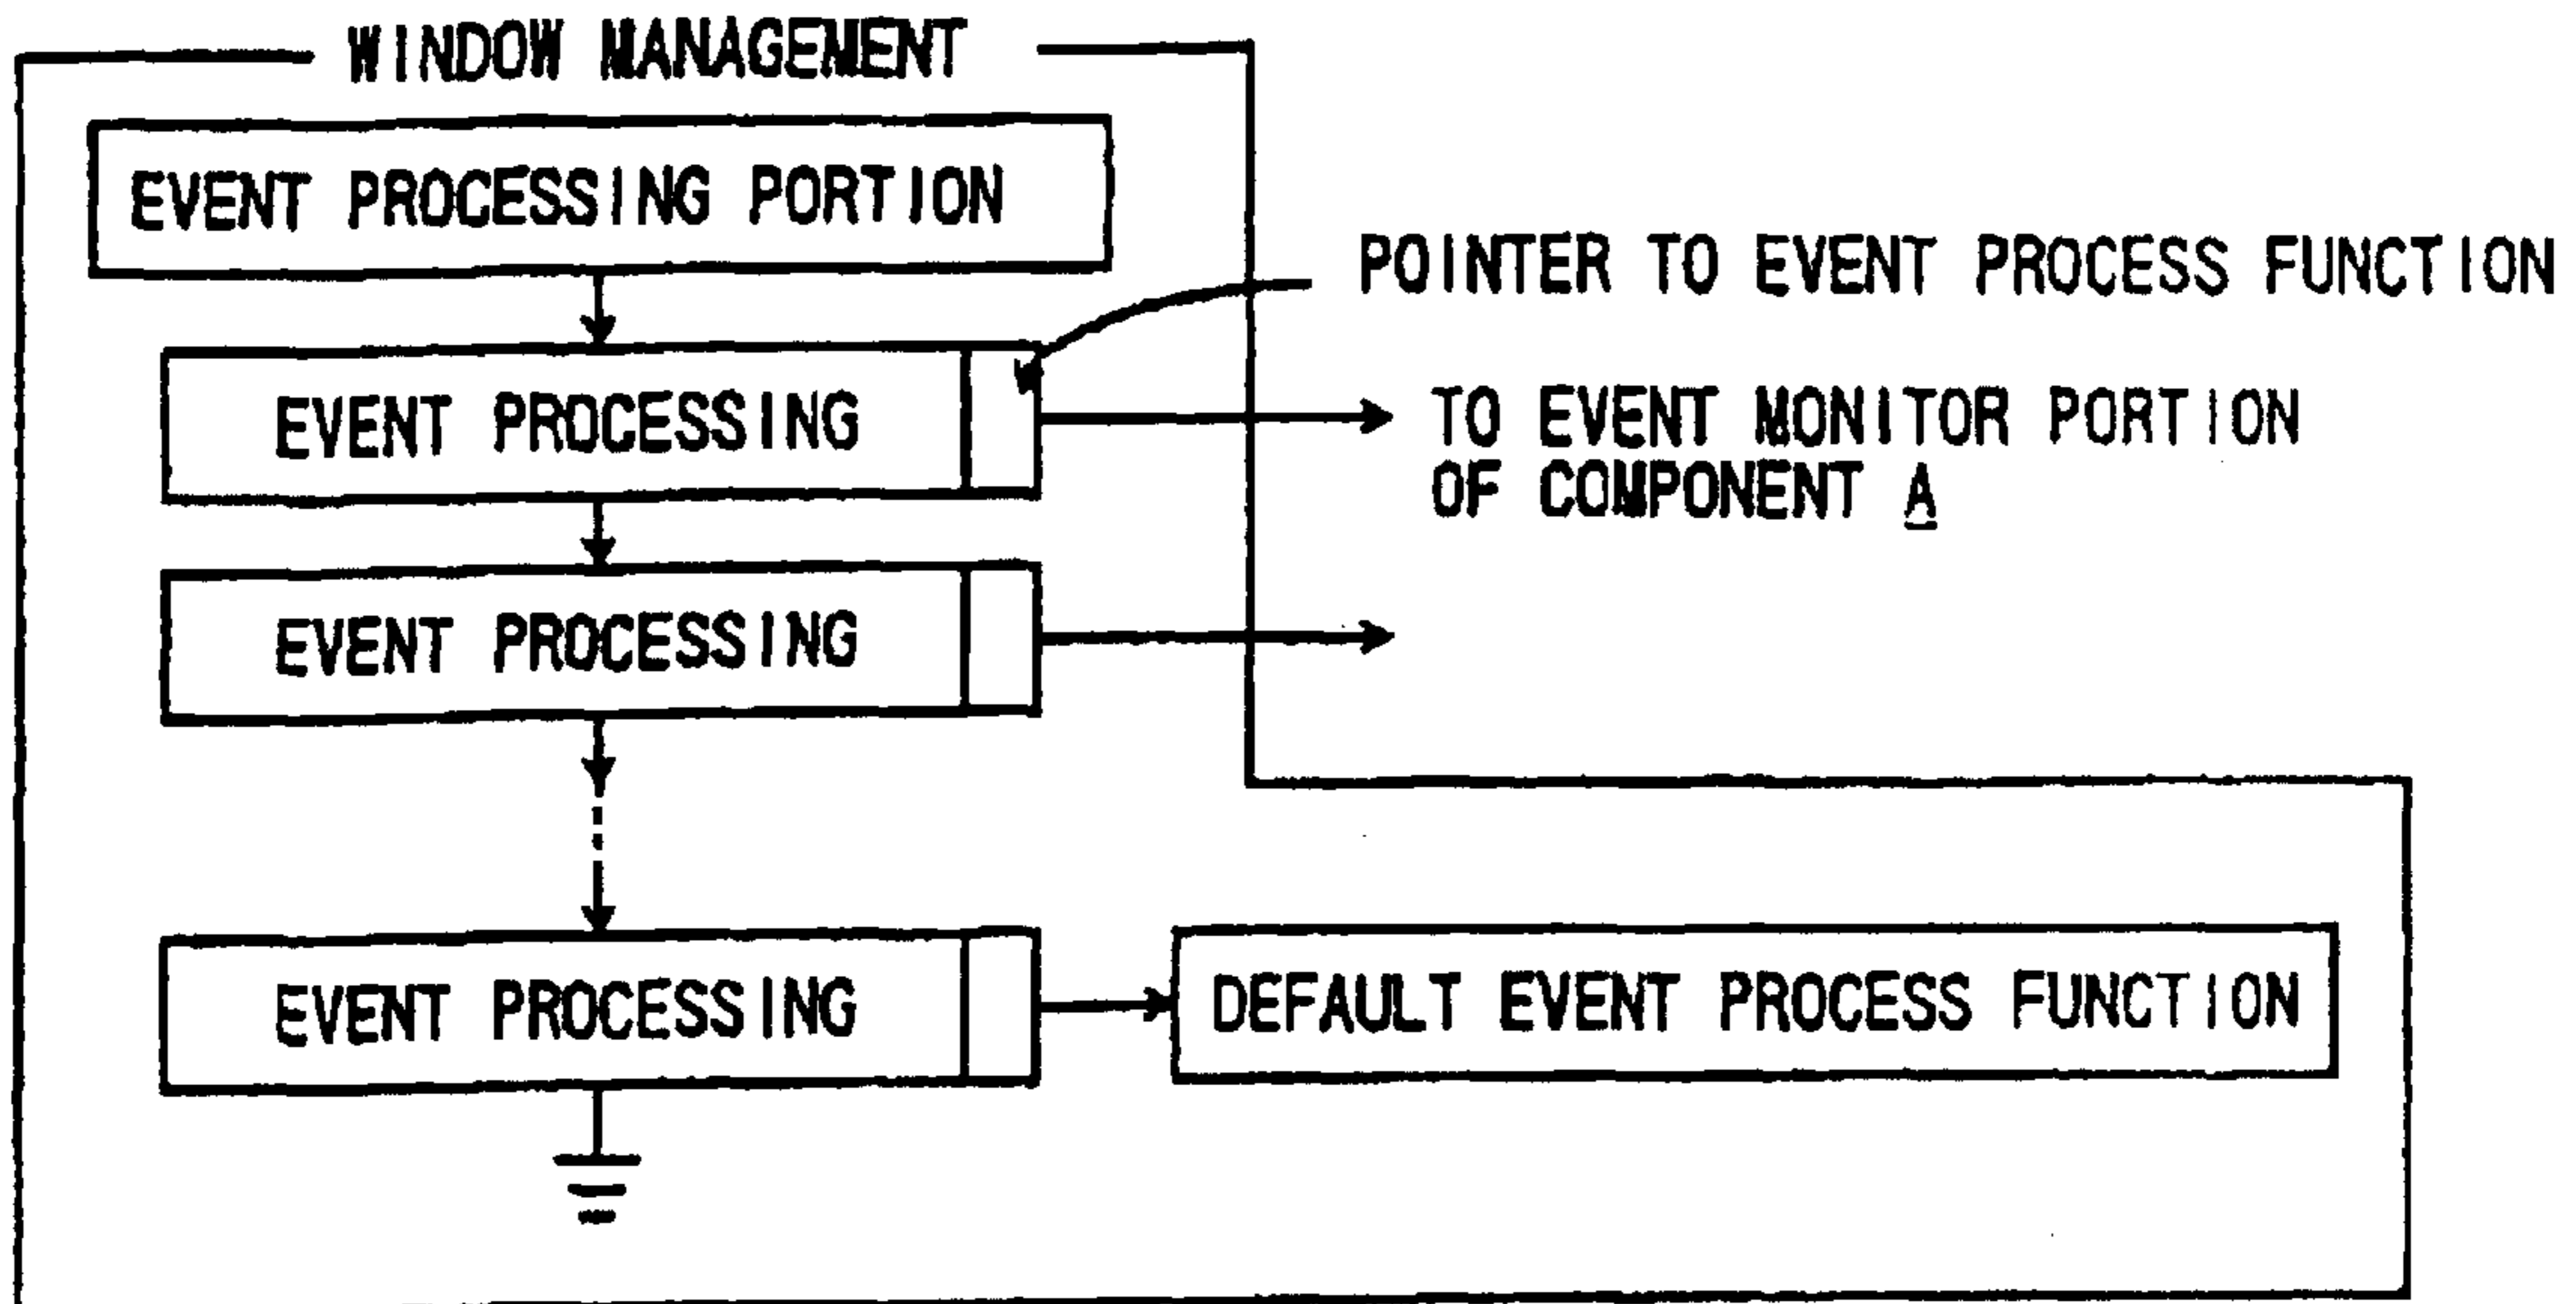 WINDOW MANAGEMENT
EVENT PROCESSING PORTION
POINTER TO EVENT PROCESS FUNCTION
EVENT PROCESSING
TO EVENT MONITOR PORTION
OF COMPONENT A
EVENT PROCESSING
EVENT PROCESSING
DEFAULT EVENT PROCESS FUNCTION